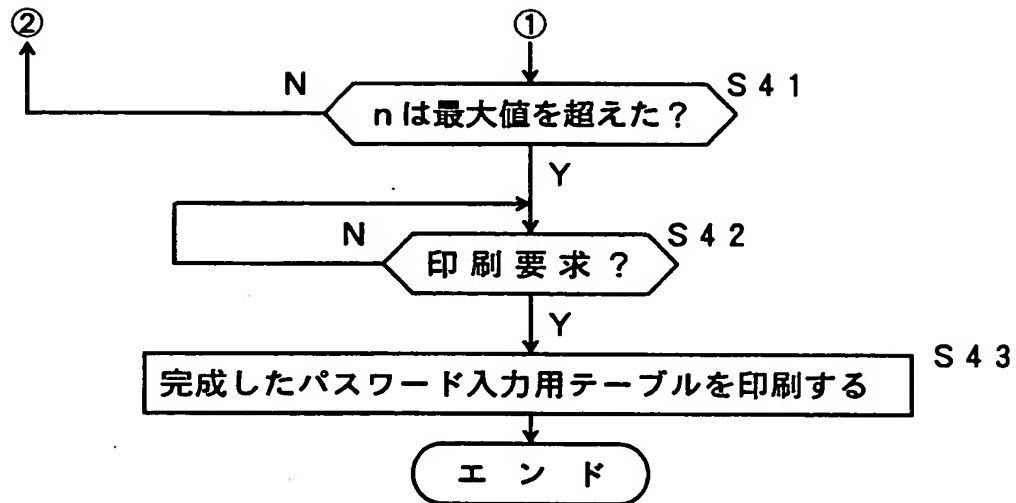 ② ①
N S41
nは最大値を超えた?
Y
N S42
印刷要求?
Y
S43
完成したパスワード入力用テーブルを印刷する
エンド